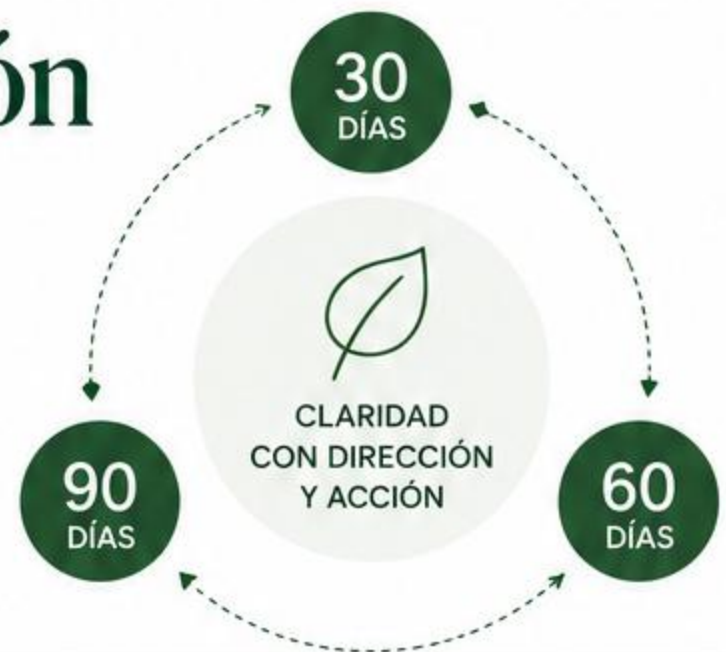 ón
30
DÍAS
CLARIDAD
CON DIRECCIÓN
Y ACCIÓN
90
DÍAS
60
DÍAS